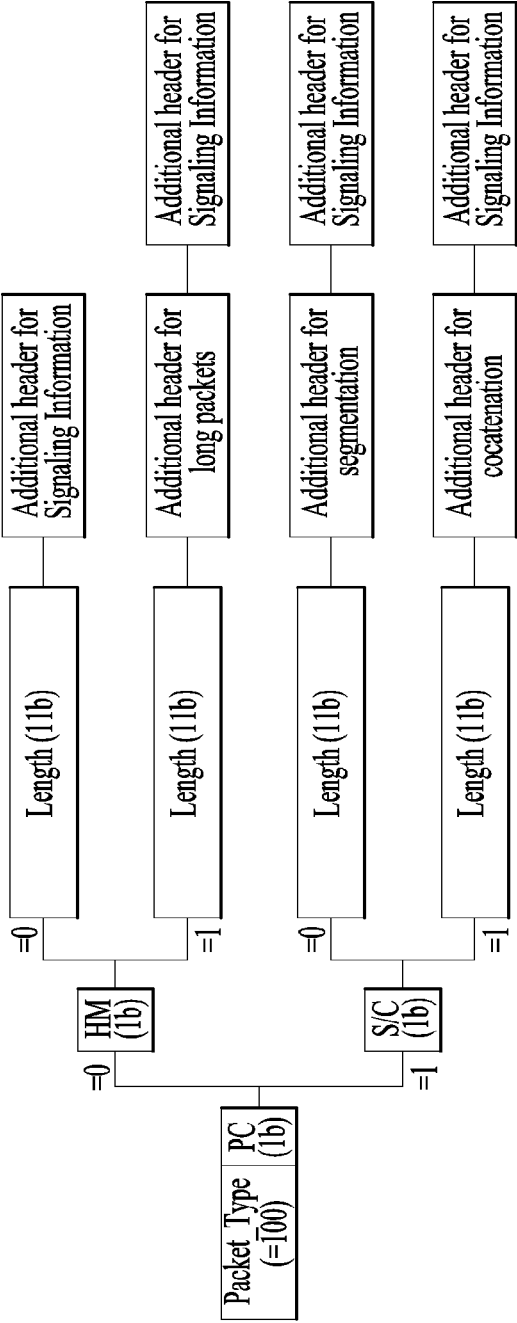 Packet Type
(=100)
PC
(1b)
=0
=1
HM
(1b)
=0
=1
Length (11b)
Additional header for
Signaling Information
Length (11b)
Additional header for
long packets
Additional header for
Signaling Information
S/C
(1b)
=0
=1
Length (11b)
Additional header for
segmentation
Additional header for
Signaling Information
Length (11b)
Additional header for
cocatenation
Additional header for
Signaling Information